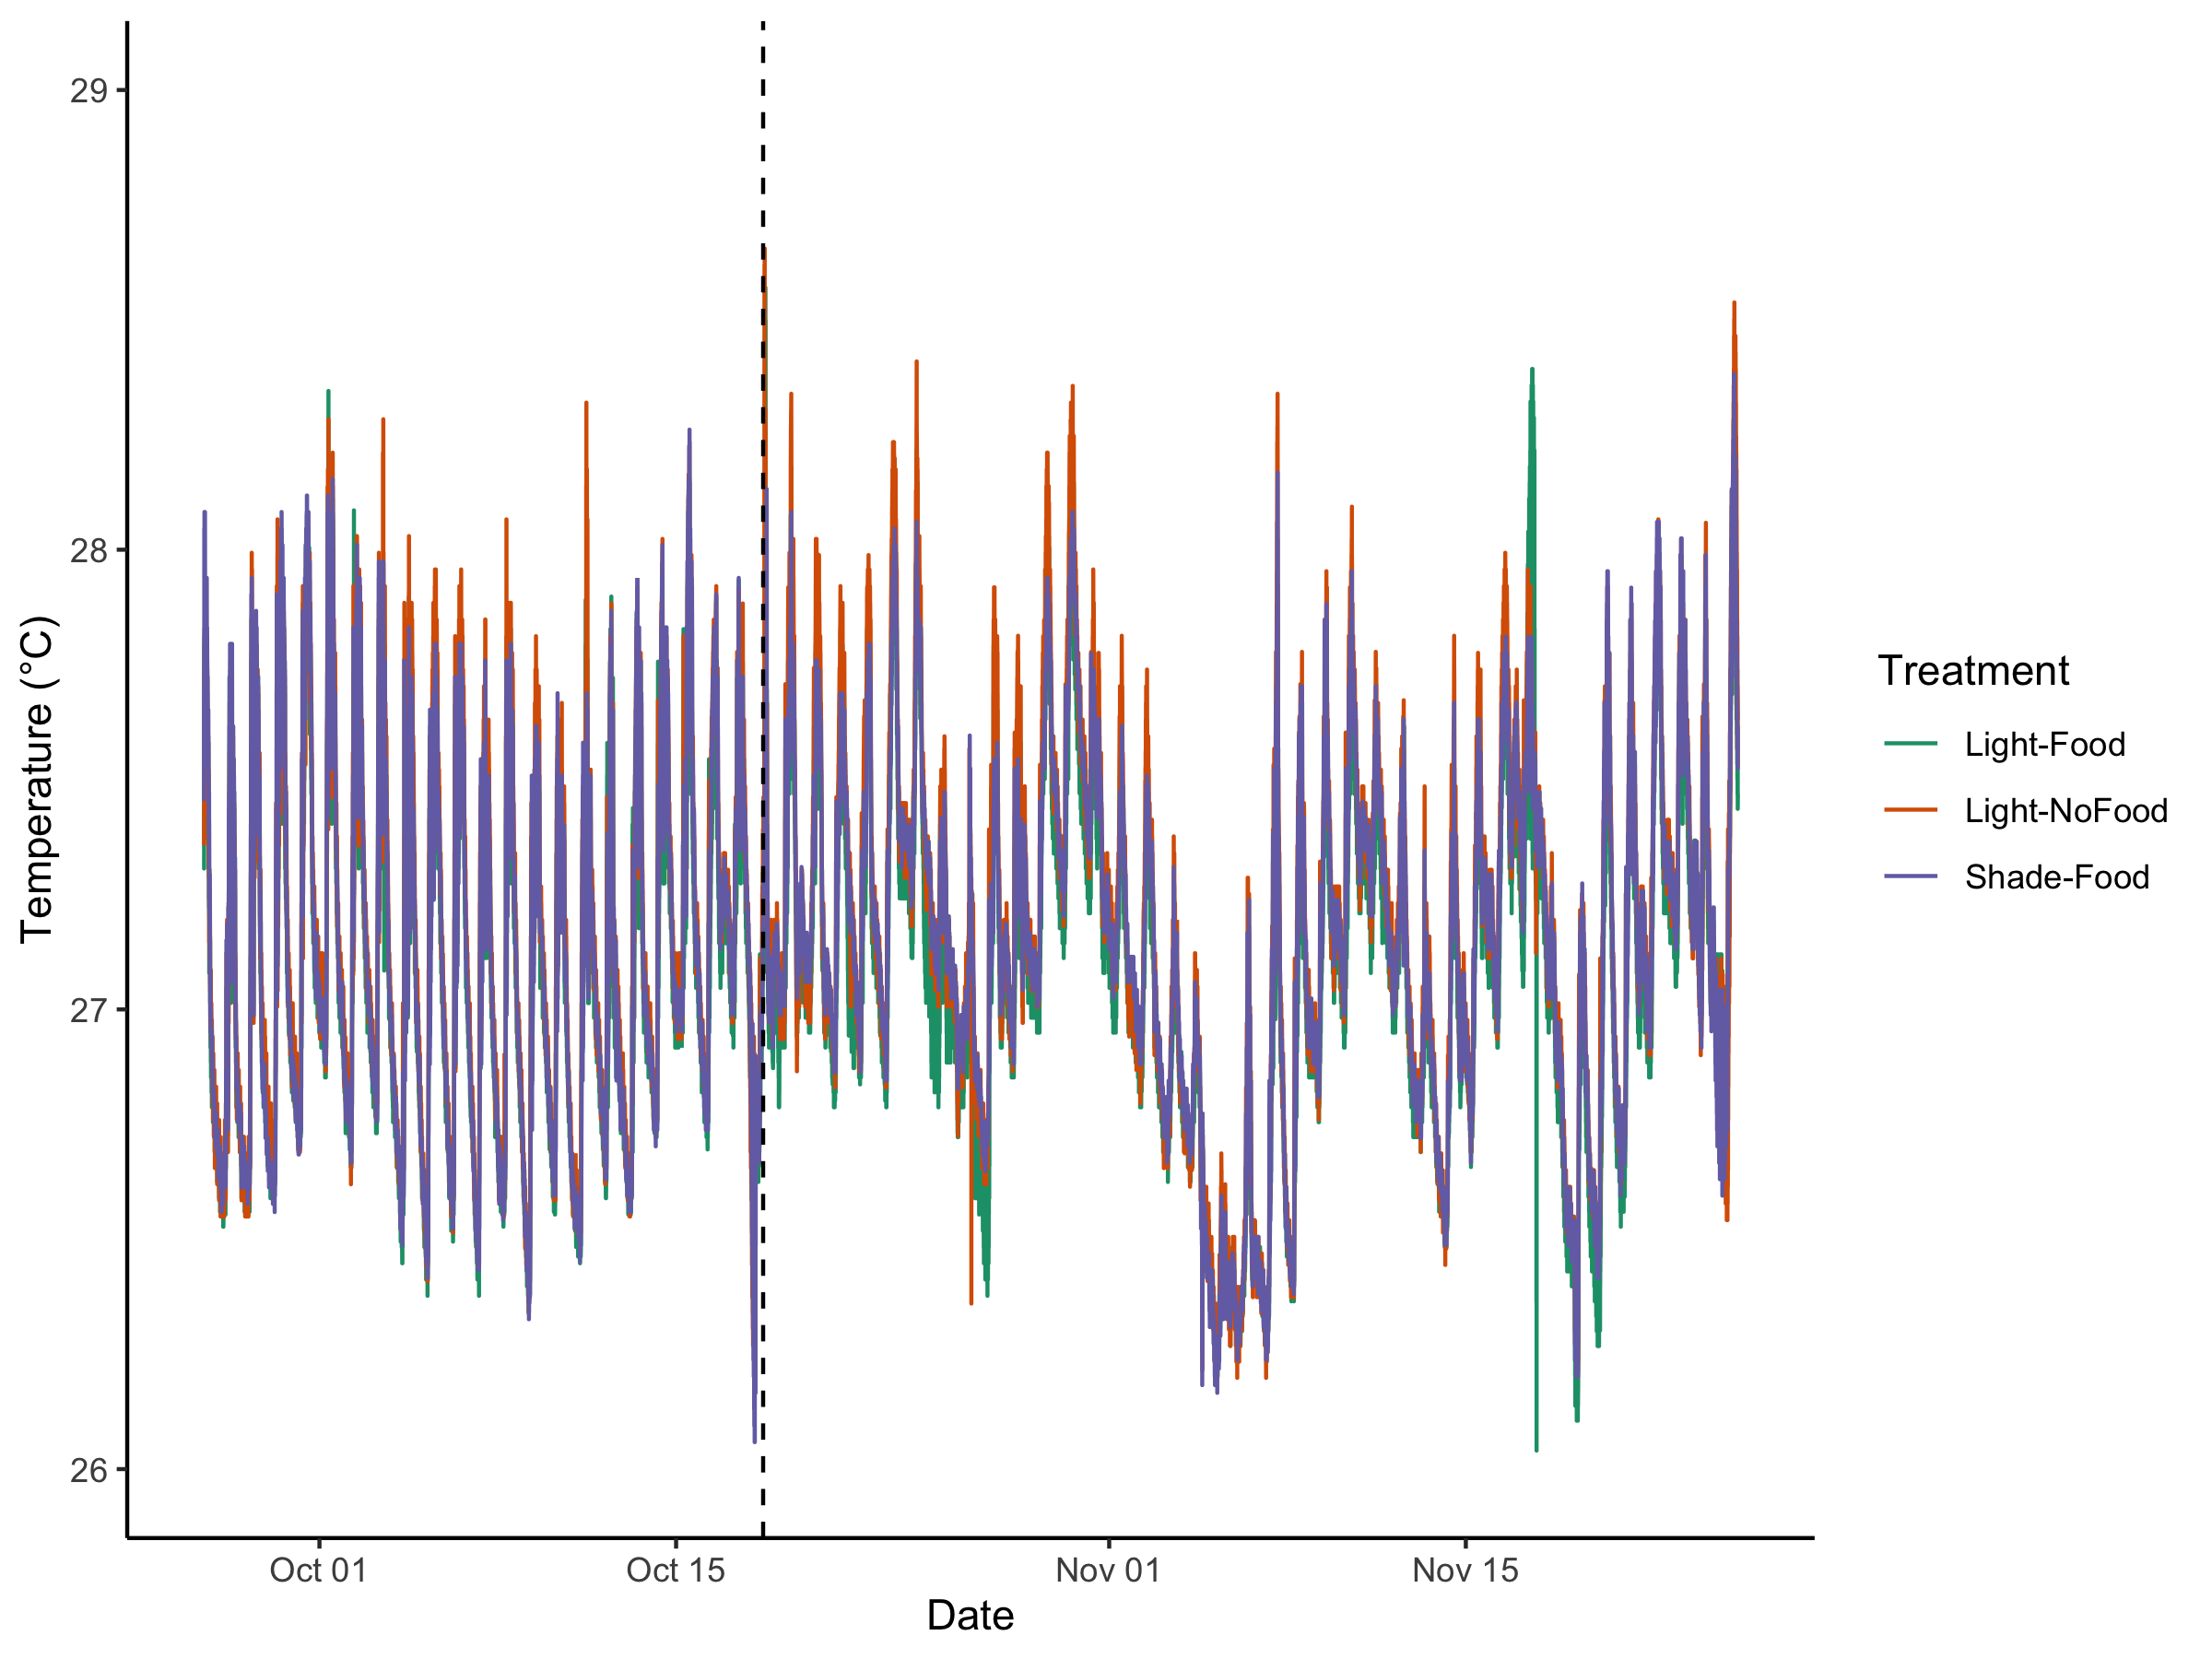 29
28
27
26
Temperature (°C)
Oct 01
Oct 15
Nov 01
Nov 15
Date
Treatment
Light-Food
Light-NoFood
Shade-Food